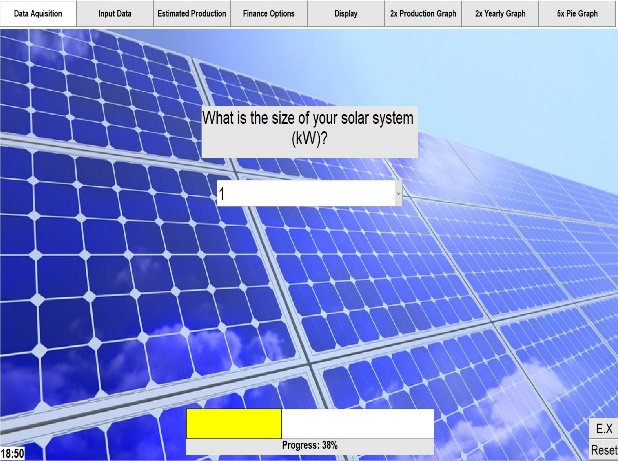 Data Aquisition
Input Data
Estimated Production
Finance Options
Display
2x Production Graph
2x Yearly Graph
5x Pie Graph
What is the size of your solar system
(kW)?
1
Progress: 38%
E.X
18:50
Reset